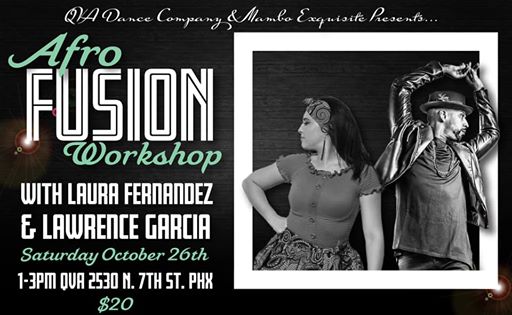 QVA Dance Company & Mambo Exquisite Presents...
Afro
FUSION
Workshop
WITH LAURA FERNANDEZ
& LAWRENCE GARCIA
Saturday October 26th
1-3PM QVA 2530 N. 7TH ST. PHX
$20